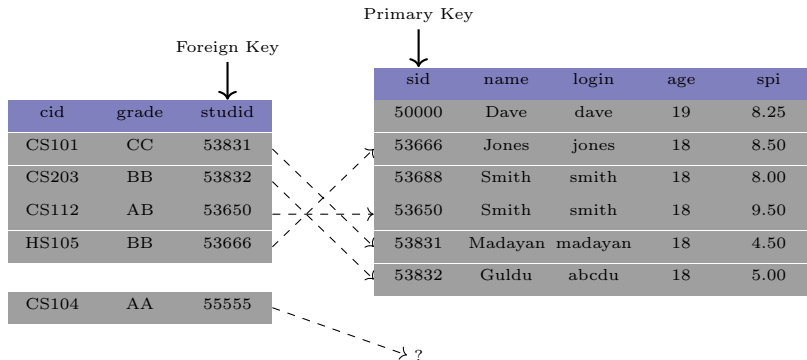 Primary Key
Foreign Key
sid name login age spi
50000 Dave dave 19 8.25
53666 Jones jones 18 8.50
53688 Smith smith 18 8.00
53650 Smith smith 18 9.50
53831 Madayan madayan 18 4.50
53832 Guldu abcdu 18 5.00
cid grade studid
CS101 CC 53831
CS203 BB 53832
CS112 AB 53650
HS105 BB 53666
CS104 AA 55555
?